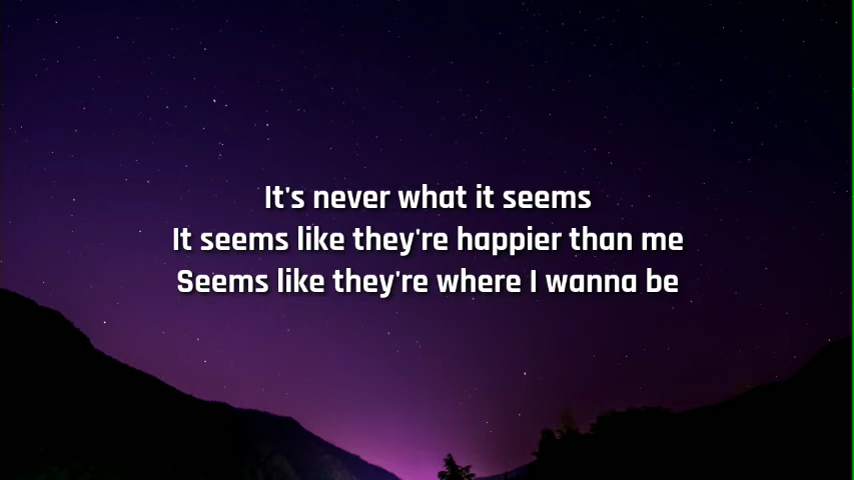 It's never what it seems
It seems like they're happier than me
Seems like they're where I wanna be